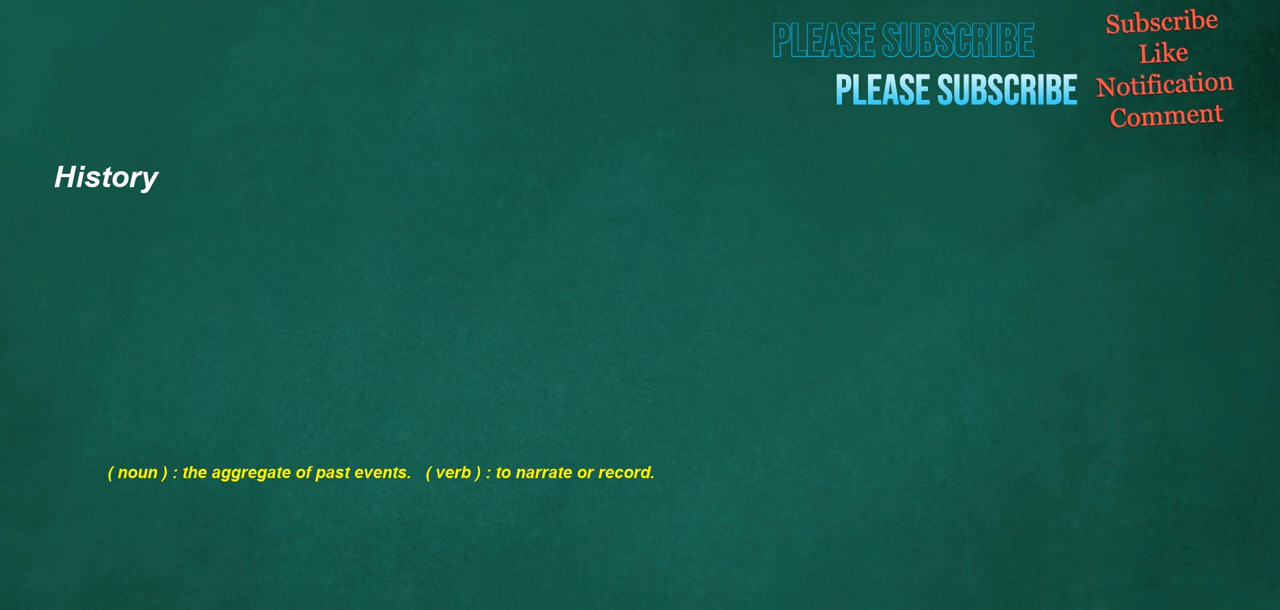 PLEASE SUBSCRIBE
PLEASE SUBSCRIBE
Subscribe
Like
Notification
Comment
History
( noun ) : the aggregate of past events.   ( verb ) : to narrate or record.